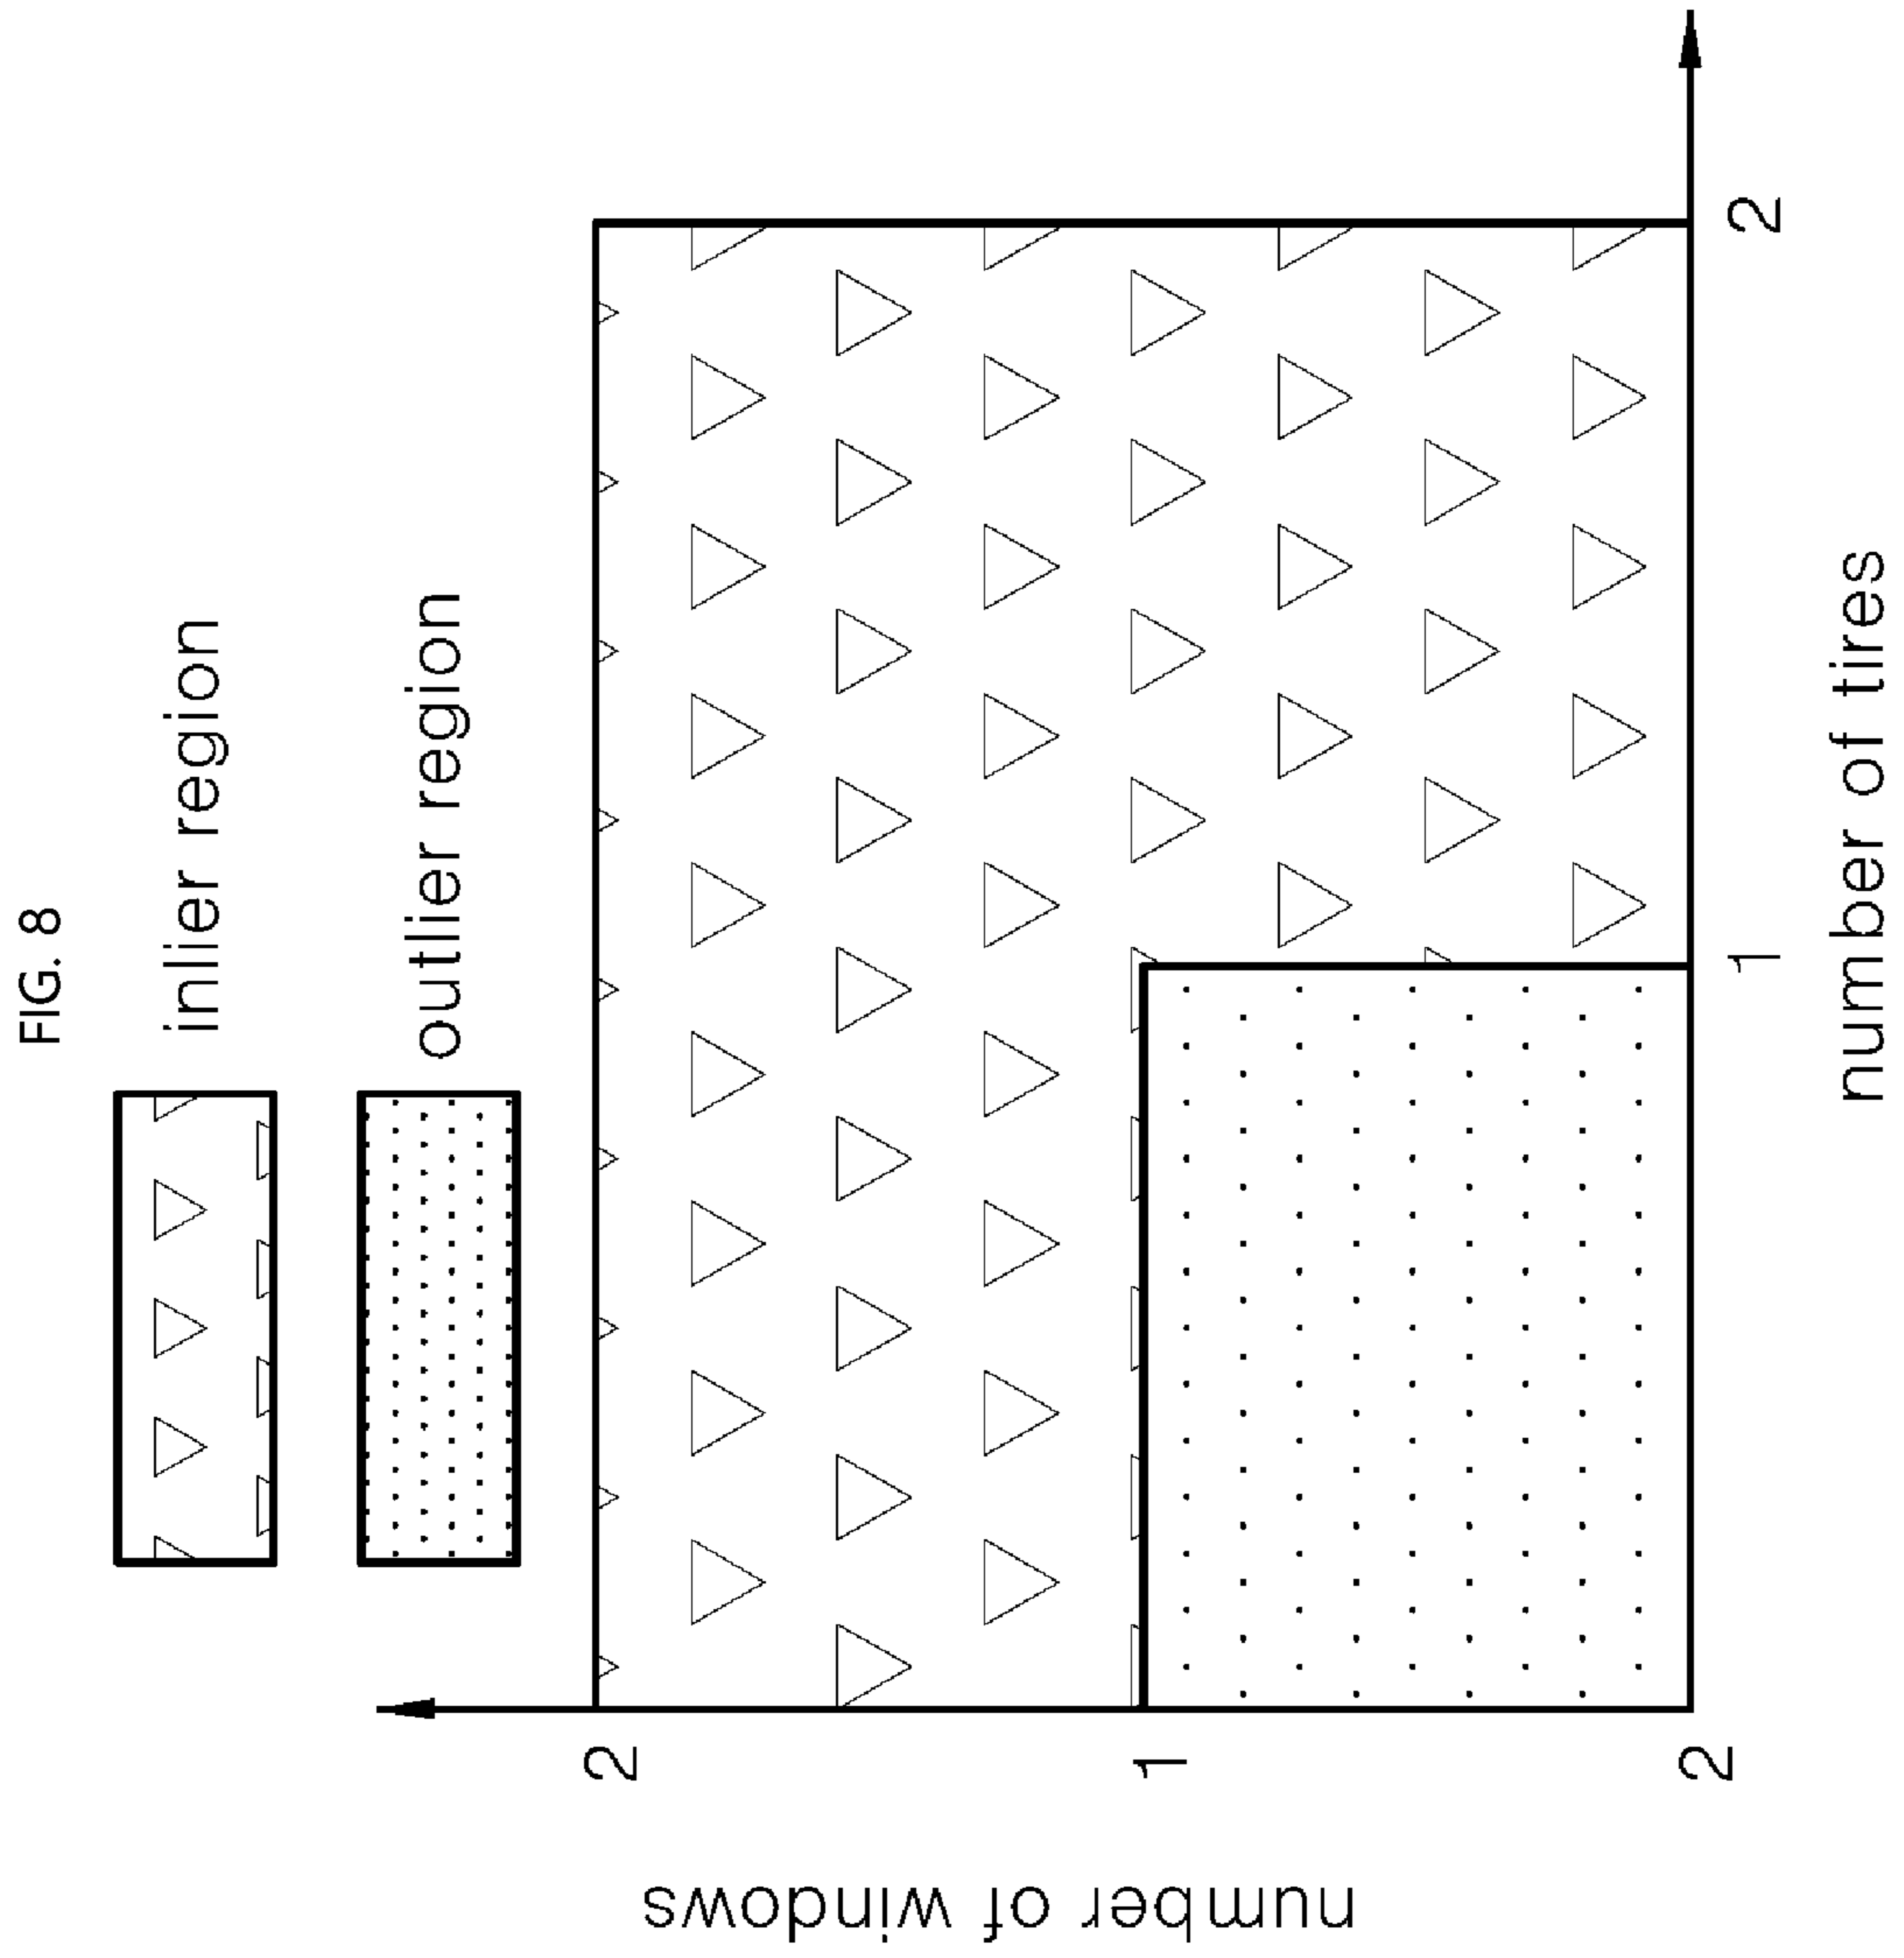 FIG. 8
inlier region
outlier region
number of windows
2
1
2
1
2
number of tires